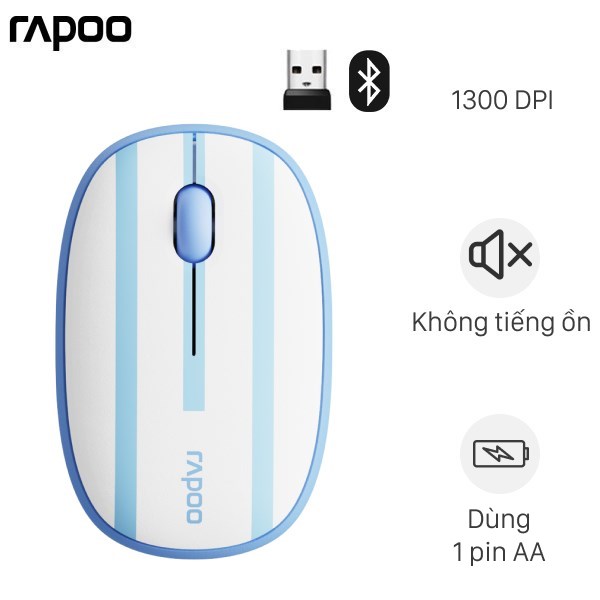 rapoo
1300 DPI
Không tiếng ồn
rapoo
Dùng
1 pin AA